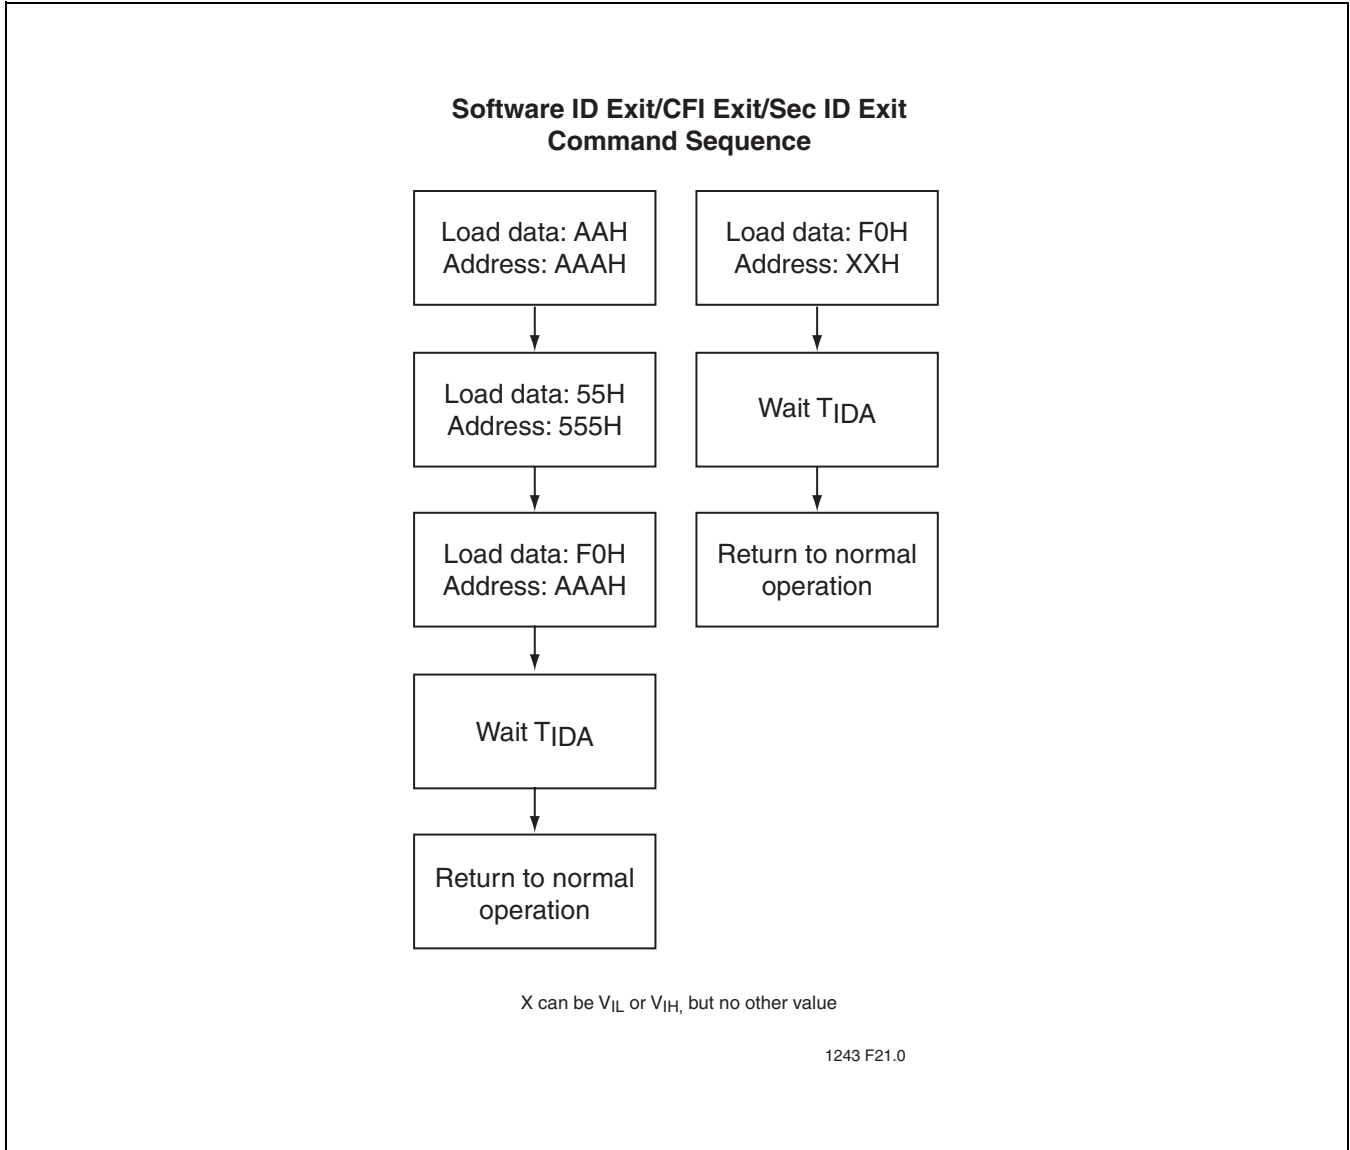 Software ID Exit/CFI Exit/Sec ID Exit
Command Sequence
Load data: AAH
Address: AAAH
Load data: 55H
Address: 555H
Load data: F0H
Address: AAAH
Wait TIDA
Return to normal
operation
Load data: F0H
Address: XXH
Wait TIDA
Return to normal
operation
X can be VIL or VIH, but no other value
1243 F21.0